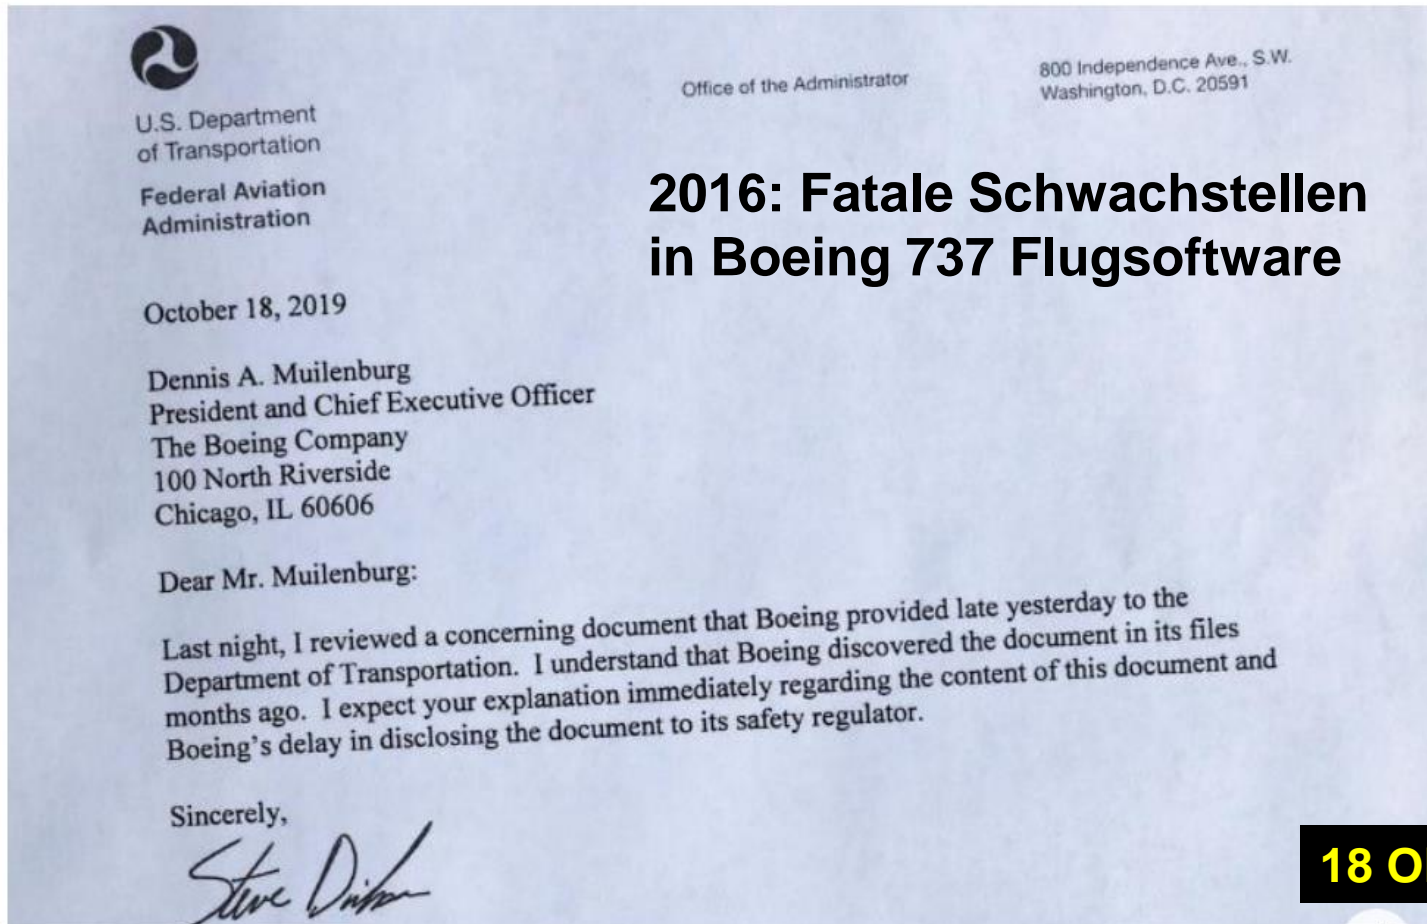 U.S. Department
of Transportation
Federal Aviation
Administration
Office of the Administrator
800 Independence Ave., S.W.
Washington, D.C. 20591
2016: Fatale Schwachstellen
in Boeing 737 Flugsoftware
October 18, 2019
Dennis A. Muilenburg
President and Chief Executive Officer
The Boeing Company
100 North Riverside
Chicago, IL 60606
Dear Mr. Muilenburg:
Last night, I reviewed a concerning document that Boeing provided late yesterday to the
Department of Transportation. I understand that Boeing discovered the document in its files
months ago. I expect your explanation immediately regarding the content of this document and
Boeing's delay in disclosing the document to its safety regulator.
Sincerely,
Steve Dickson
18 O